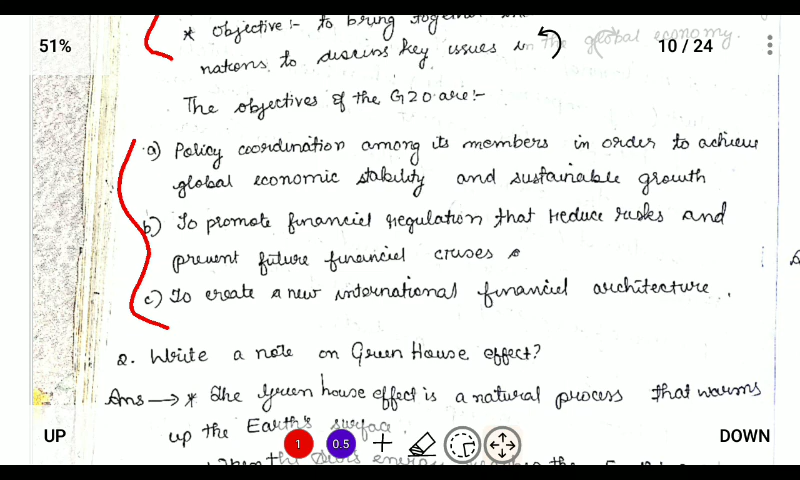 51%
10 / 24
* objective:- to bring together
nations to discuss key issues in the global economy.
The objectives of the G20 are:-
a) Policy coordination among its members in order to achieve
global economic stability and sustainable growth
b) To promote financial regulation that reduce risks and
prevent future financial crises
c) To create a new international financial architecture.
Q. Write a note on Green House effect?
Ans → * The green house effect is a natural process that warms
up the Earth's surface.
UP
1
0.5
DOWN
energy
the